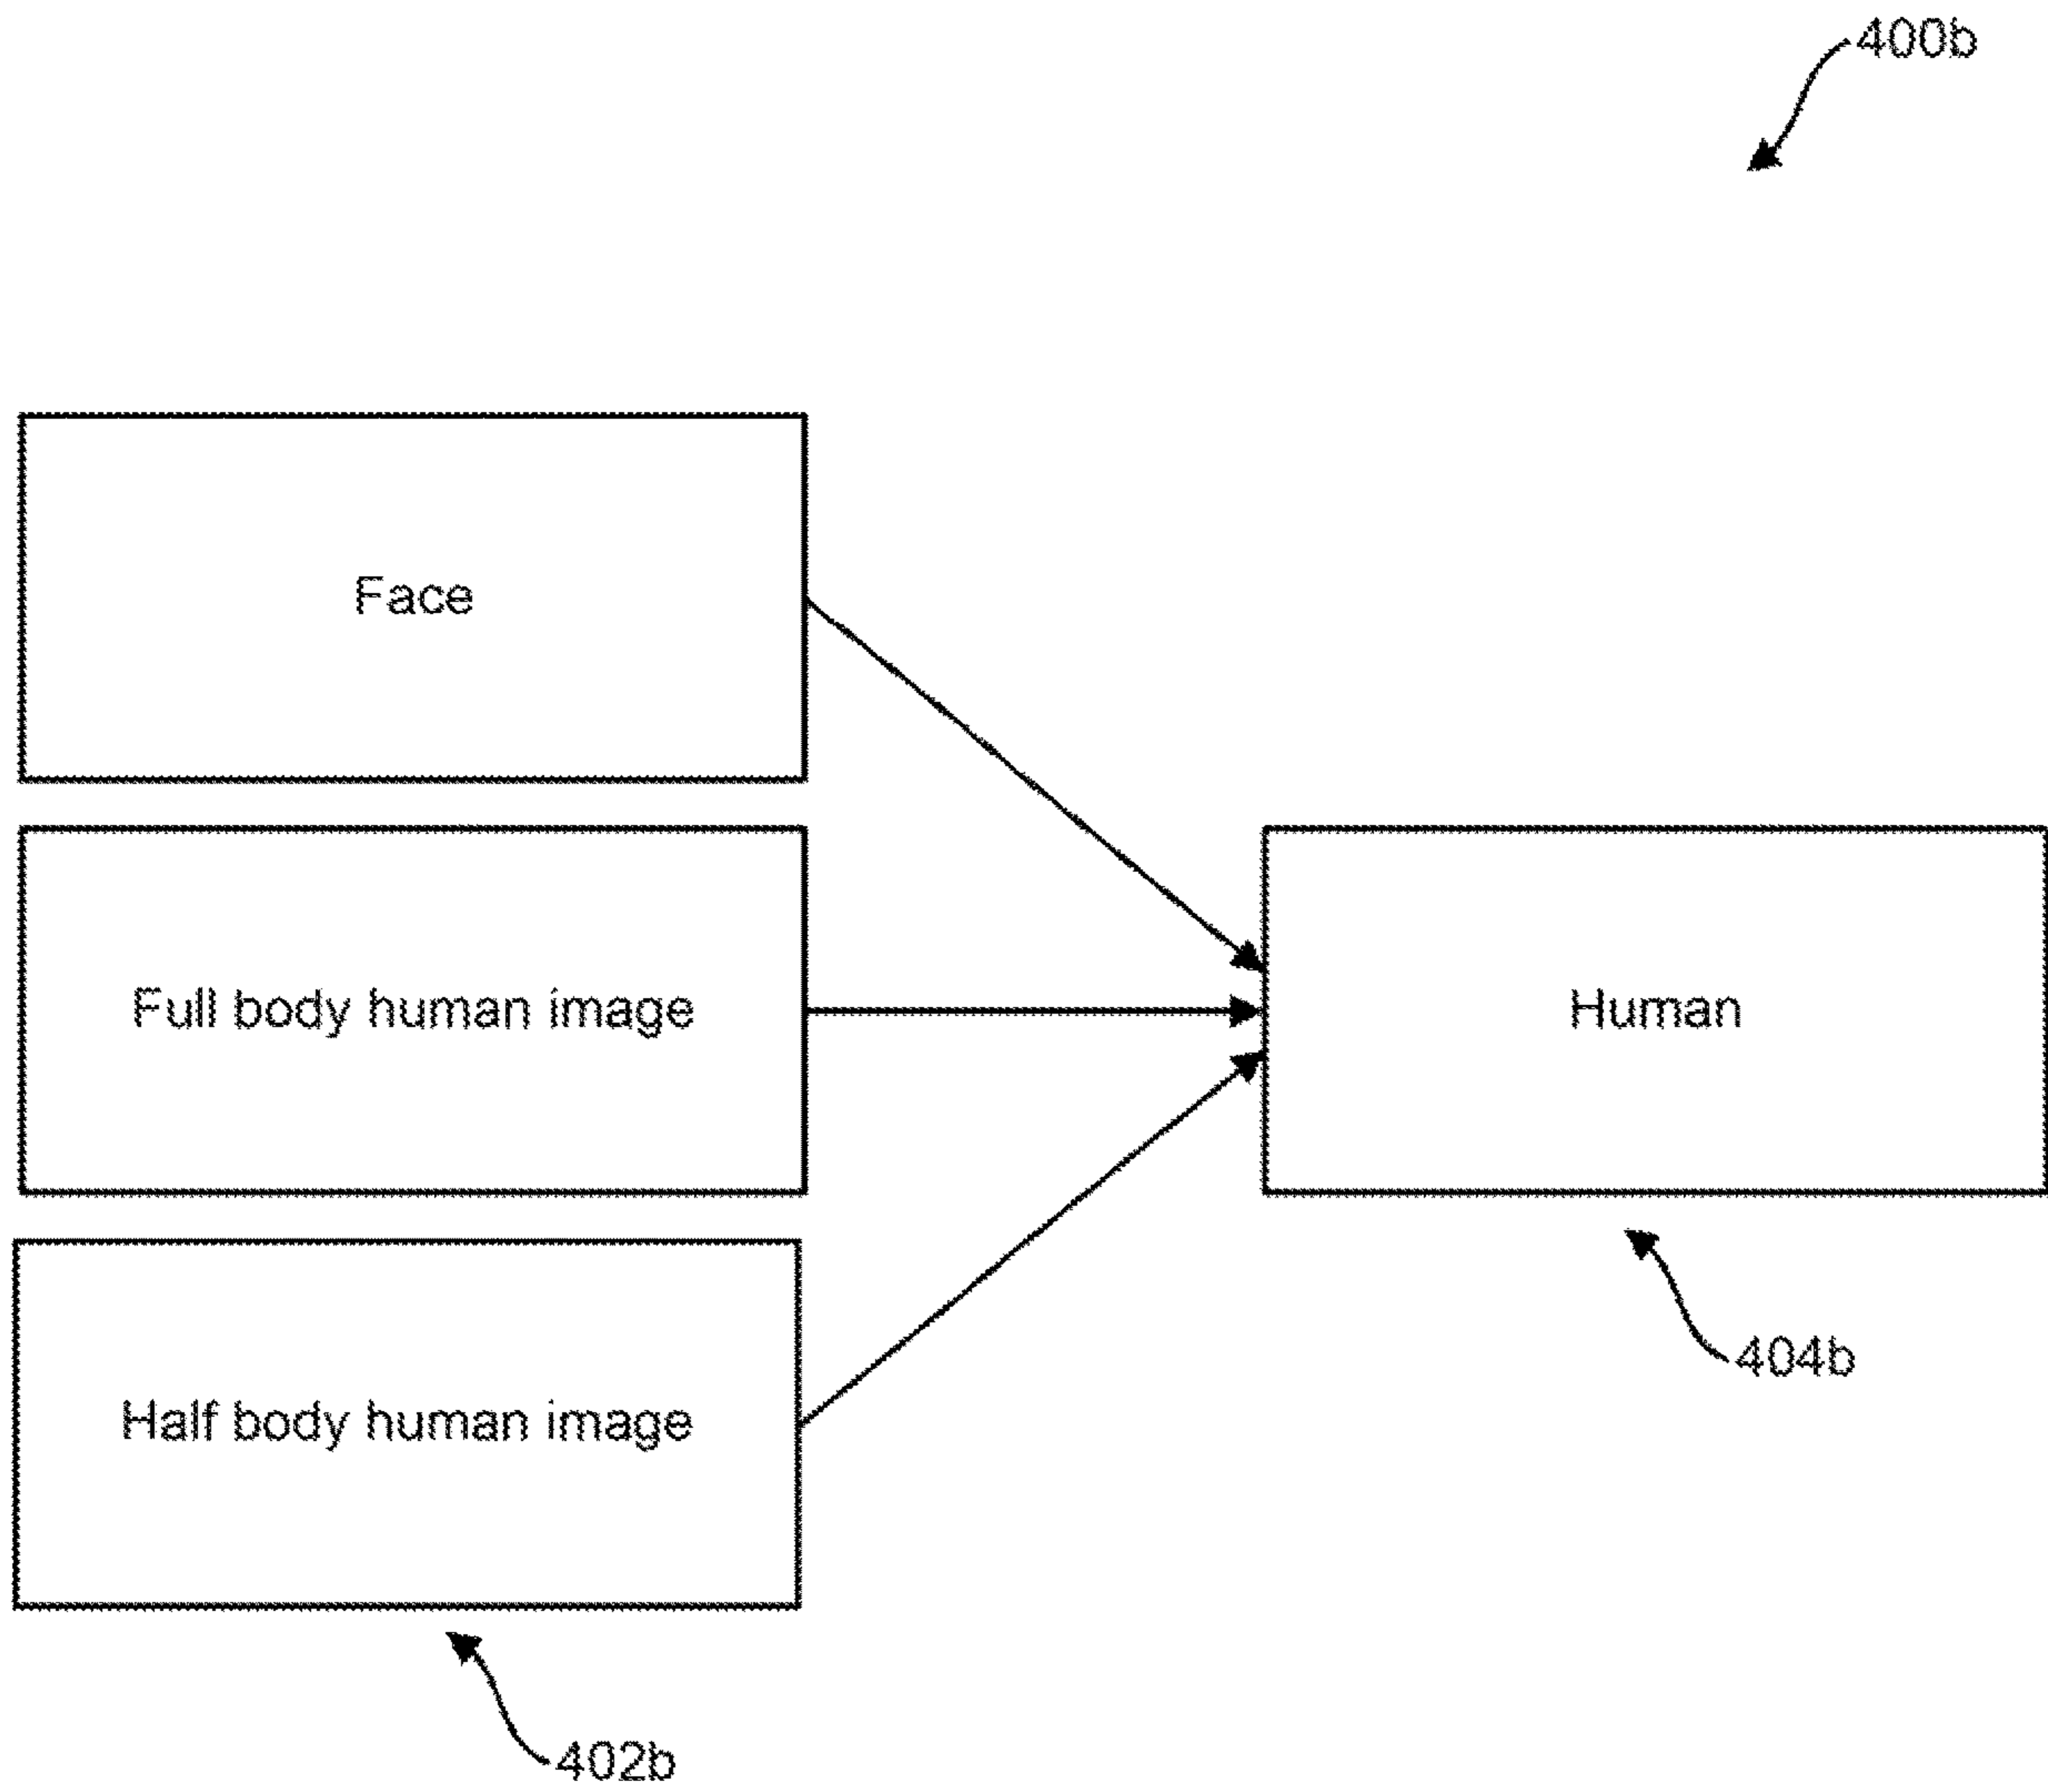 400b
Face
Full body human image
Human
Half body human image
404b
402b